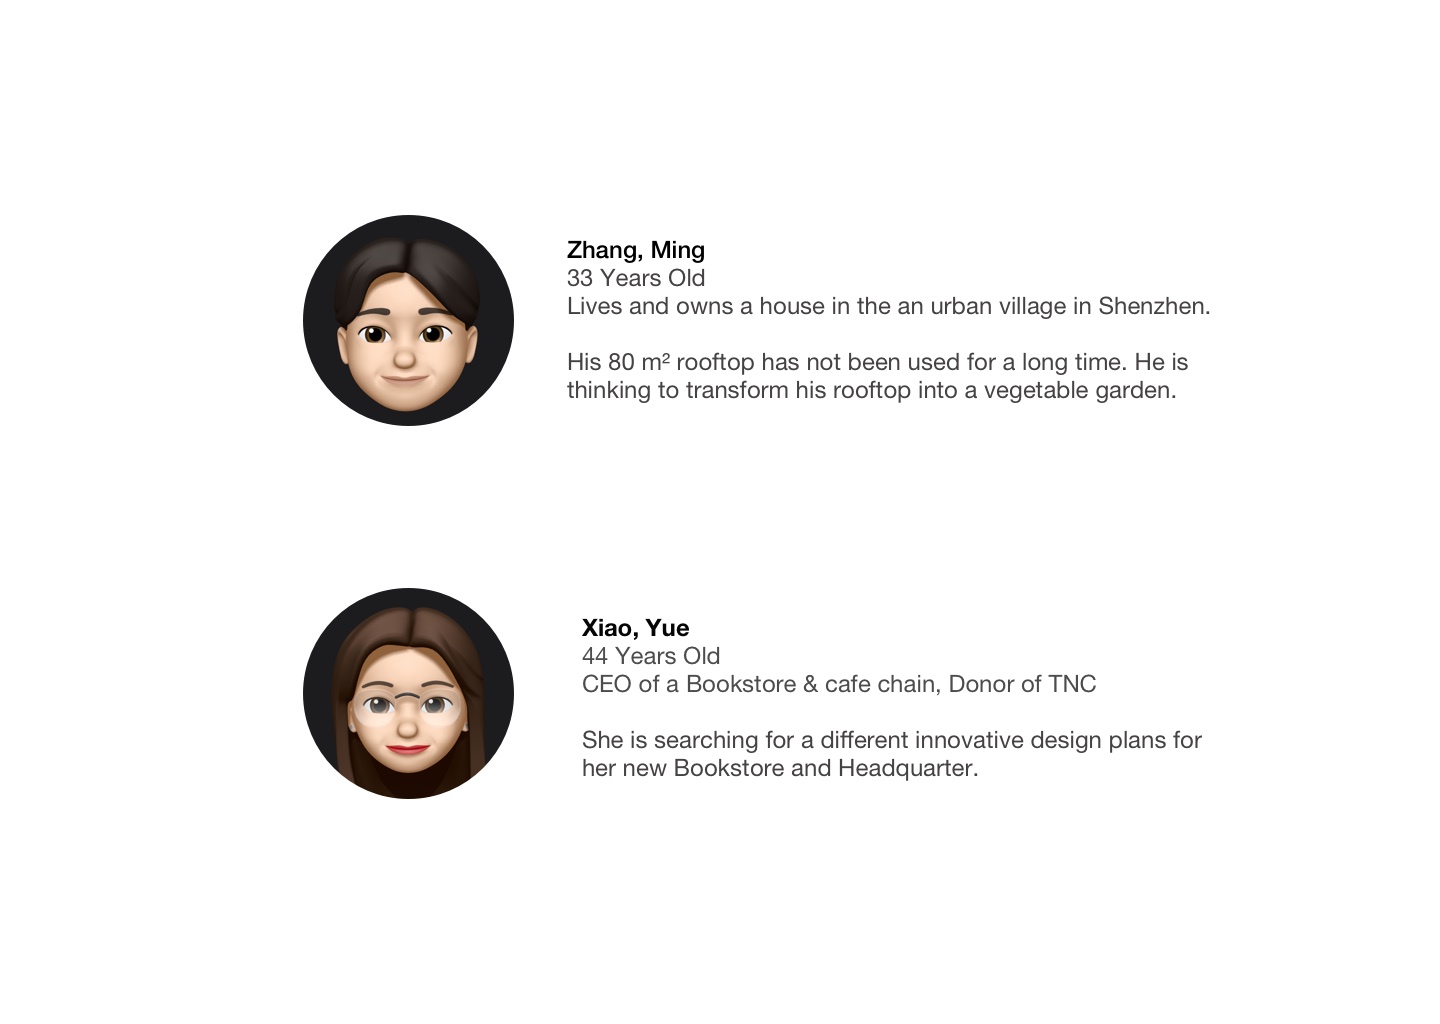 Zhang, Ming
33 Years Old
Lives and owns a house in the an urban village in Shenzhen.
His 80 m² rooftop has not been used for a long time. He is
thinking to transform his rooftop into a vegetable garden.
Xiao, Yue
44 Years Old
CEO of a Bookstore & cafe chain, Donor of TNC
She is searching for a different innovative design plans for
her new Bookstore and Headquarter.